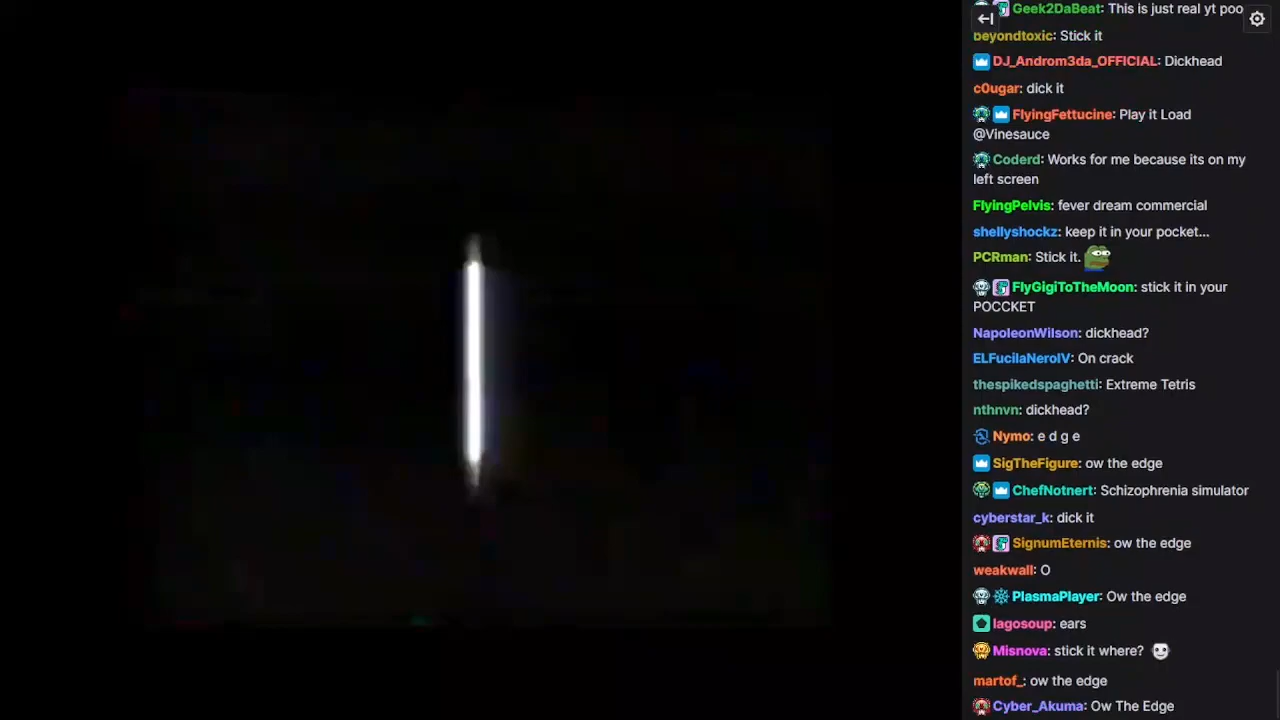 Geek2DaBeat: This is just real yt poo
beyondtoxic: Stick it
DJ_Androm3da_OFFICIAL: Dickhead
c0ugar: dick it
FlyingFettucine: Play it Load
@Vinesauce
Coderd: Works for me because its on my
left screen
FlyingPelvis: fever dream commercial
shellyshockz: keep it in your pocket...
PCRman: Stick it.
FlyGigiToTheMoon: stick it in your
POCCKET
NapoleonWilson: dickhead?
ELFucilaNeroIV: On crack
thespikedspaghetti: Extreme Tetris
nthnvn: dickhead?
Nymo: e d g e
SigTheFigure: ow the edge
ChefNotnert: Schizophrenia simulator
cyberstar_k: dick it
SignumEternis: ow the edge
weakwall: O
PlasmaPlayer: Ow the edge
lagosoup: ears
Misnova: stick it where?
martof_: ow the edge
Cyber_Akuma: Ow The Edge